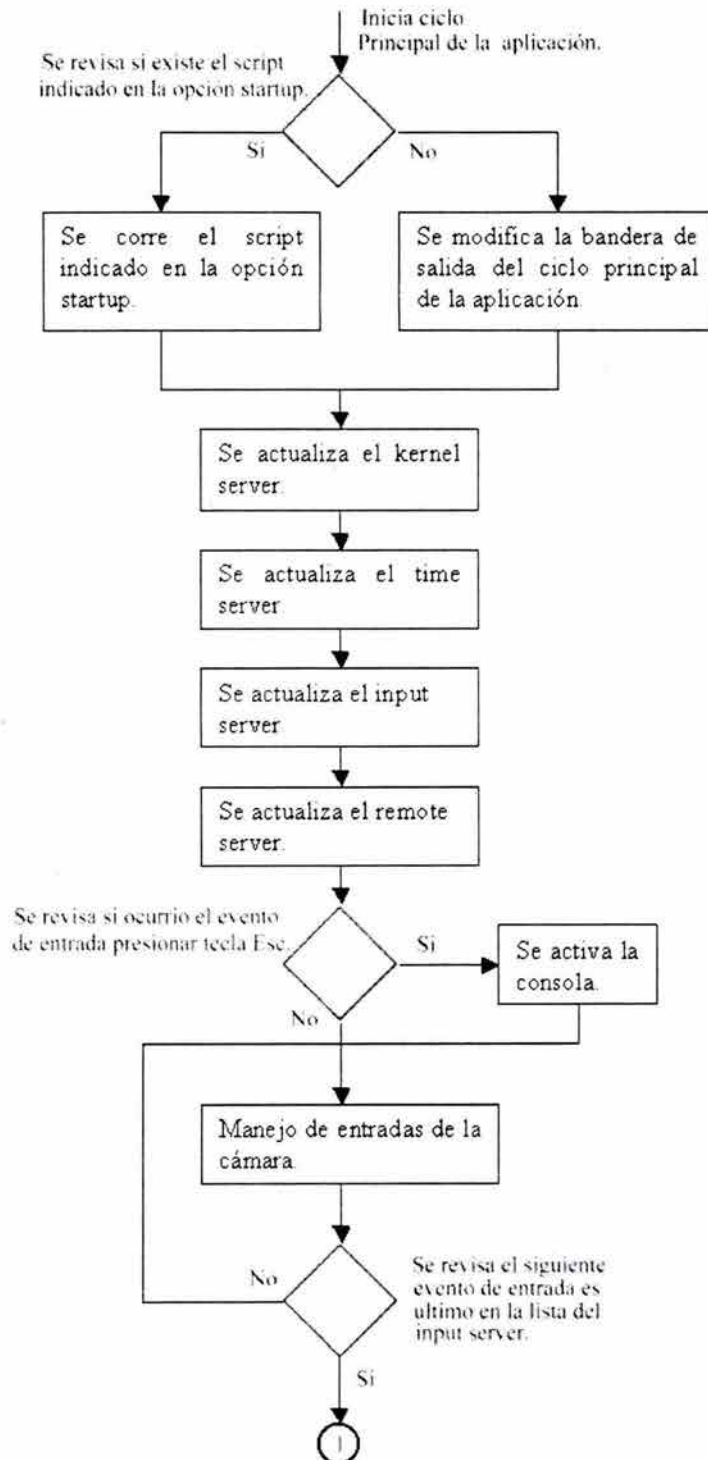 Inicia ciclo
Principal de la aplicación.
Se revisa si existe el script
indicado en la opcion startup.
Si
No
Se corre el script
indicado en la opción
startup.
Se modifica la bandera de
salida del ciclo principal
de la aplicación.
Se actualiza el kernel
server.
Se actualiza el time
server.
Se actualiza el input
server.
Se actualiza el remote
server.
Se revisa si ocurrio el evento
de entrada presionar tecla Esc.
Si
Se activa la
consola.
No
Manejo de entradas de la
cámara.
No
Se revisa el siguiente
evento de entrada es
ultimo en la lista del
input server.
Si
1